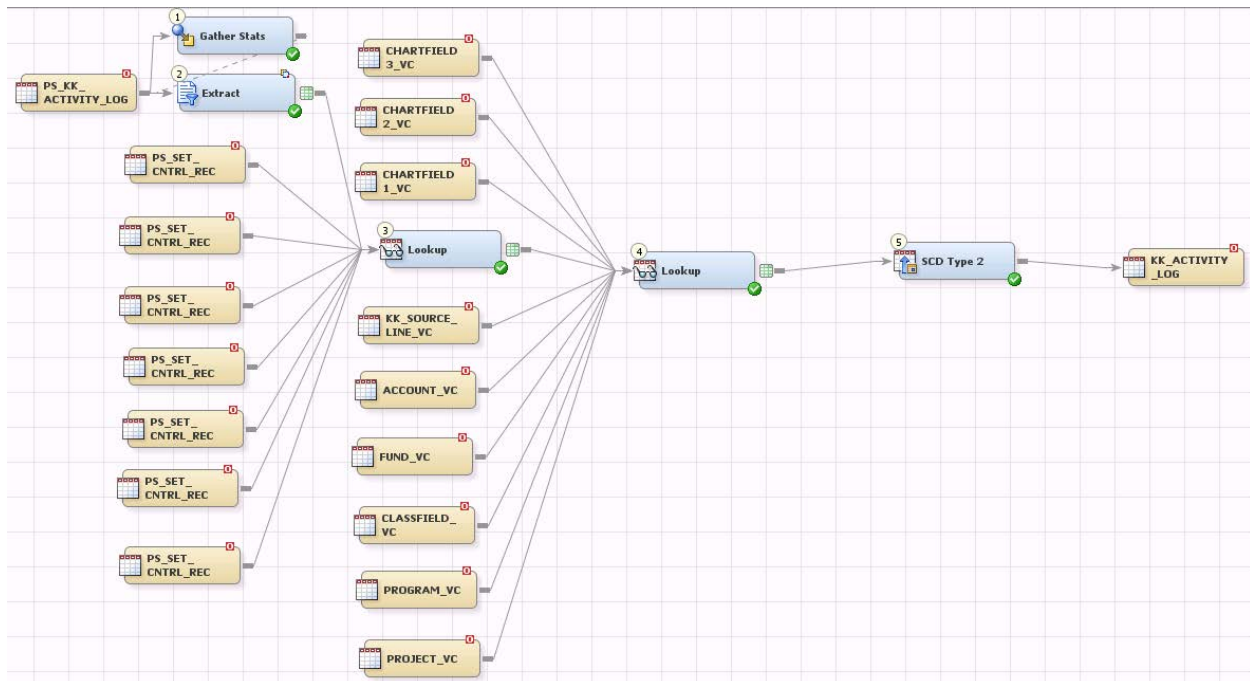 1
Gather Stats
2
Extract
PS_KK_
ACTIVITY_LOG
PS_SET_
CNTRL_REC
PS_SET_
CNTRL_REC
PS_SET_
CNTRL_REC
PS_SET_
CNTRL_REC
PS_SET_
CNTRL_REC
PS_SET_
CNTRL_REC
PS_SET_
CNTRL_REC
CHARTFIELD
3_VC
CHARTFIELD
2_VC
CHARTFIELD
1_VC
3
Lookup
KK_SOURCE_
LINE_VC
ACCOUNT_VC
FUND_VC
CLASSFIELD_
VC
PROGRAM_VC
PROJECT_VC
4
Lookup
5
SCD Type 2
KK_ACTIVITY
_LOG